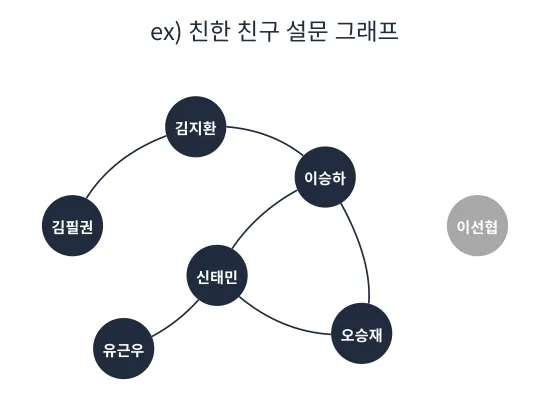 ex) 친한 친구 설문 그래프
김지환
이승하
김필권
이선협
신태민
오승재
유근우